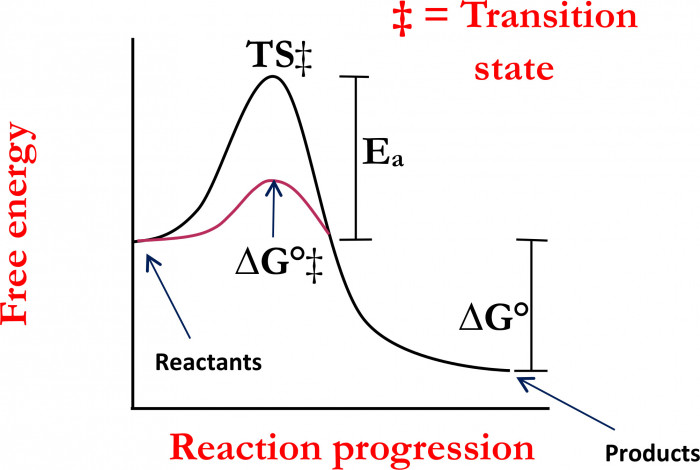 ‡ = Transition
state
TS‡
Eₐ
Free energy
ΔG°‡
ΔG°
Reactants
Reaction progression
Products